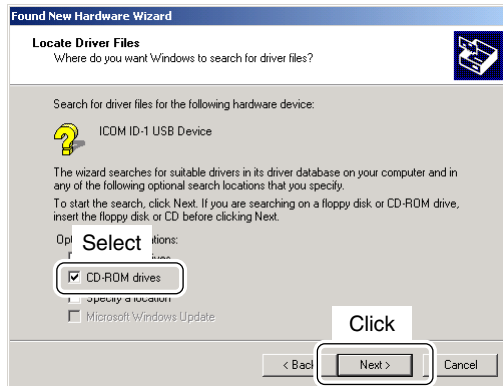 Found New Hardware Wizard
Locate Driver Files
Where do you want Windows to search for driver files?
Search for driver files for the following hardware device:
ICOM ID-1 USB Device
The wizard searches for suitable drivers in its driver database on your computer and in
any of the following optional search locations that you specify.
To start the search, click Next. If you are searching on a floppy disk or CD-ROM drive,
insert the floppy disk or CD before clicking Next.
Select
CD-ROM drives
Specify a location
Microsoft Windows Update
Click
< Back
Next >
Cancel